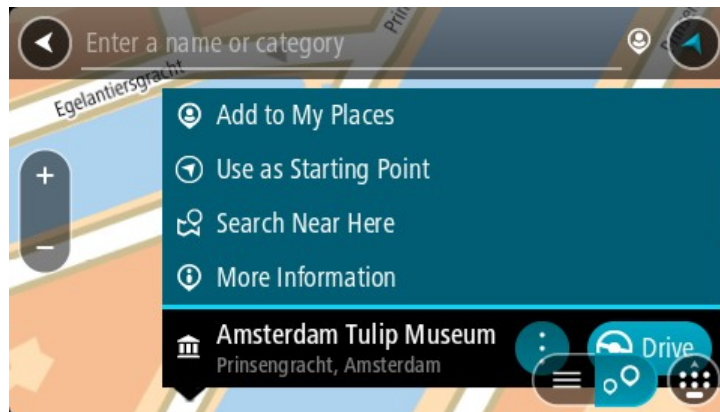 Enter a name or category
Egelantiersgracht
Add to My Places
Use as Starting Point
Search Near Here
More Information
Amsterdam Tulip Museum
Prinsengracht, Amsterdam
Drive